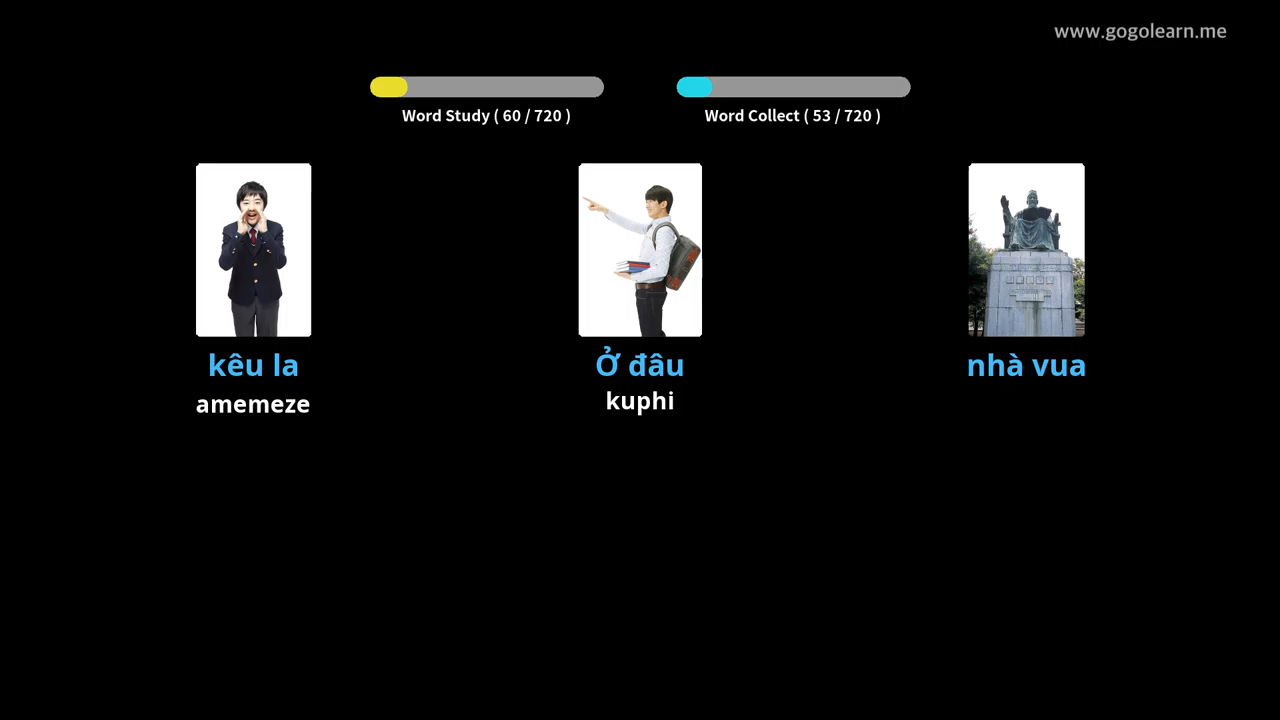 www.gogolearn.me
Word Study ( 60 / 720 )
Word Collect ( 53 / 720 )
kêu la
Ở đâu
nhà vua
amemeze
kuphi